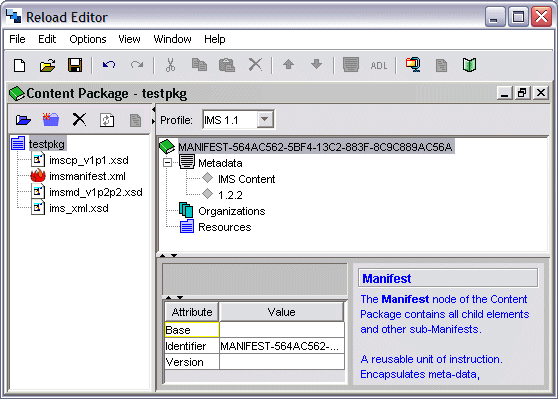 Reload Editor
File Edit Options View Window Help
ADL
Content Package - testpkg
Profile: IMS 1.1
testpkg
imscp_v1p1.xsd
imsmanifest.xml
imsmd_v1p2p2.xsd
ims_xml.xsd
MANIFEST-564AC562-5BF4-13C2-883F-8C9C889AC56A
Metadata
IMS Content
1.2.2
Organizations
Resources
Attribute Value
Base
Identifier MANIFEST-564AC562-...
Version
Manifest
The Manifest node of the Content
Package contains all child elements
and other sub-Manifests.
A reusable unit of instruction.
Encapsulates meta-data,